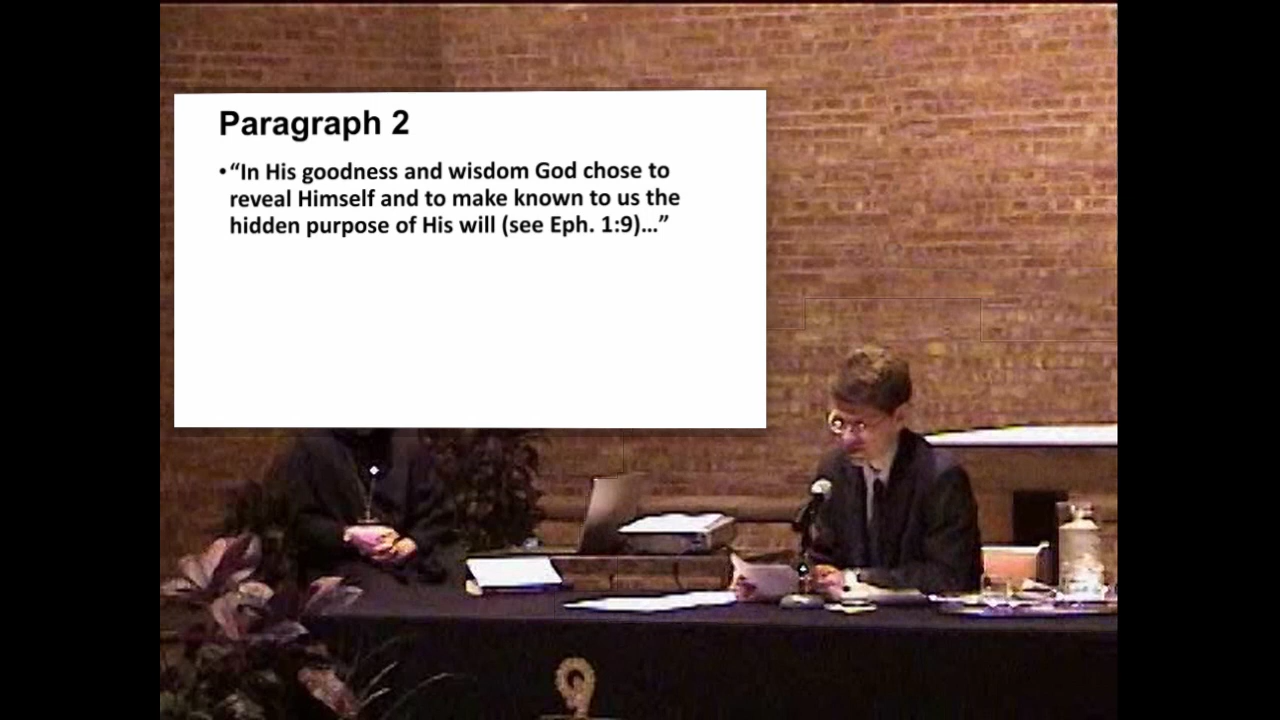 Paragraph 2
•“In His goodness and wisdom God chose to
reveal Himself and to make known to us the
hidden purpose of His will (see Eph. 1:9)...”